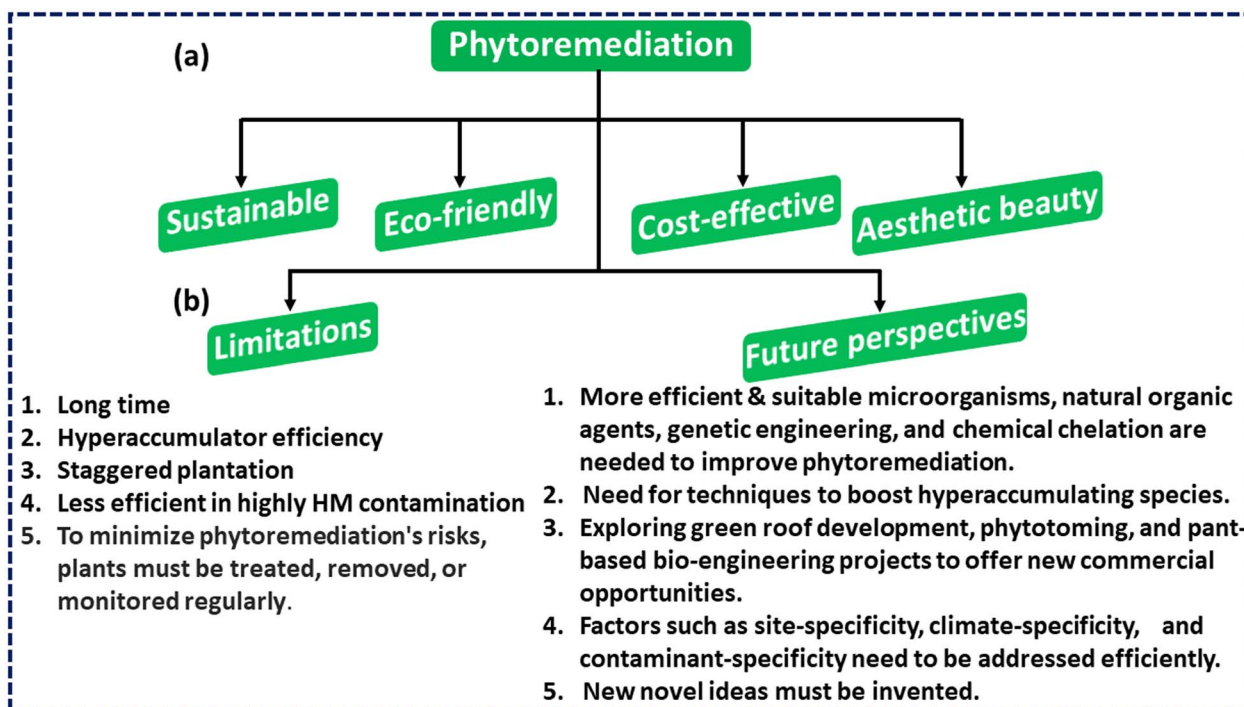 (a)
Phytoremediation
Sustainable
Eco-friendly
Cost-effective
Aesthetic beauty
(b)
Limitations
Future perspectives
1. Long time
2. Hyperaccumulator efficiency
3. Staggered plantation
4. Less efficient in highly HM contamination
5. To minimize phytoremediation's risks,
plants must be treated, removed, or
monitored regularly.
1. More efficient & suitable microorganisms, natural organic
agents, genetic engineering, and chemical chelation are
needed to improve phytoremediation.
2. Need for techniques to boost hyperaccumulating species.
3. Exploring green roof development, phytotoming, and pant-
based bio-engineering projects to offer new commercial
opportunities.
4. Factors such as site-specificity, climate-specificity, and
contaminant-specificity need to be addressed efficiently.
5. New novel ideas must be invented.